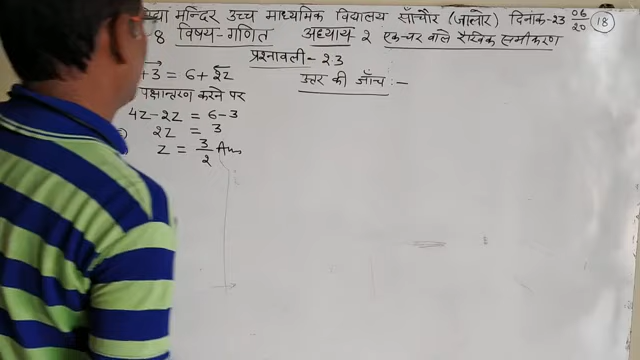 मन्दिर उच्च माध्यमिक विद्यालय साँचौर (जालोर) दिनांक-23 06/20 18
8 विषय-गणित अध्याय-2 एक-चर वाले रैखिक समीकरण
प्रश्नावली-2.3
+3 = 6+2z उत्तर की जाँच:-
पक्षान्तरण करने पर
4z-2z = 6-3
2z = 3
z = 3/2 Ans